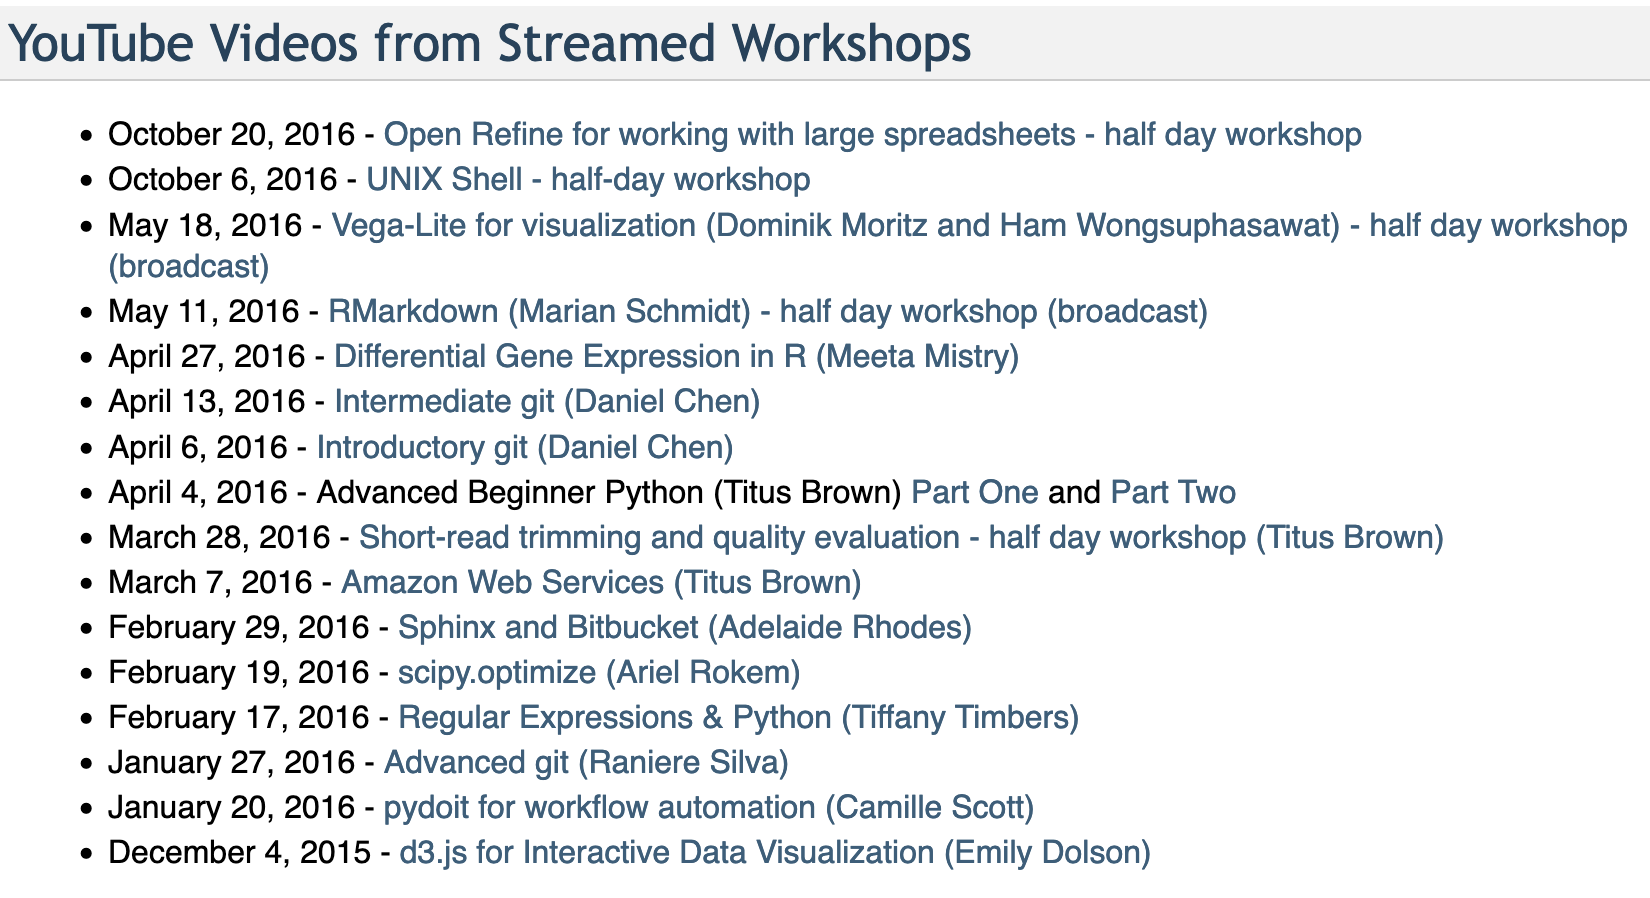 YouTube Videos from Streamed Workshops
• October 20, 2016 - Open Refine for working with large spreadsheets - half day workshop
• October 6, 2016 - UNIX Shell - half-day workshop
• May 18, 2016 - Vega-Lite for visualization (Dominik Moritz and Ham Wongsuphasawat) - half day workshop
(broadcast)
• May 11, 2016 - RMarkdown (Marian Schmidt) - half day workshop (broadcast)
• April 27, 2016 - Differential Gene Expression in R (Meeta Mistry)
• April 13, 2016 - Intermediate git (Daniel Chen)
• April 6, 2016 - Introductory git (Daniel Chen)
• April 4, 2016 - Advanced Beginner Python (Titus Brown) Part One and Part Two
• March 28, 2016 - Short-read trimming and quality evaluation - half day workshop (Titus Brown)
• March 7, 2016 - Amazon Web Services (Titus Brown)
• February 29, 2016 - Sphinx and Bitbucket (Adelaide Rhodes)
• February 19, 2016 - scipy.optimize (Ariel Rokem)
• February 17, 2016 - Regular Expressions & Python (Tiffany Timbers)
• January 27, 2016 - Advanced git (Raniere Silva)
• January 20, 2016 - pydoit for workflow automation (Camille Scott)
• December 4, 2015 - d3.js for Interactive Data Visualization (Emily Dolson)